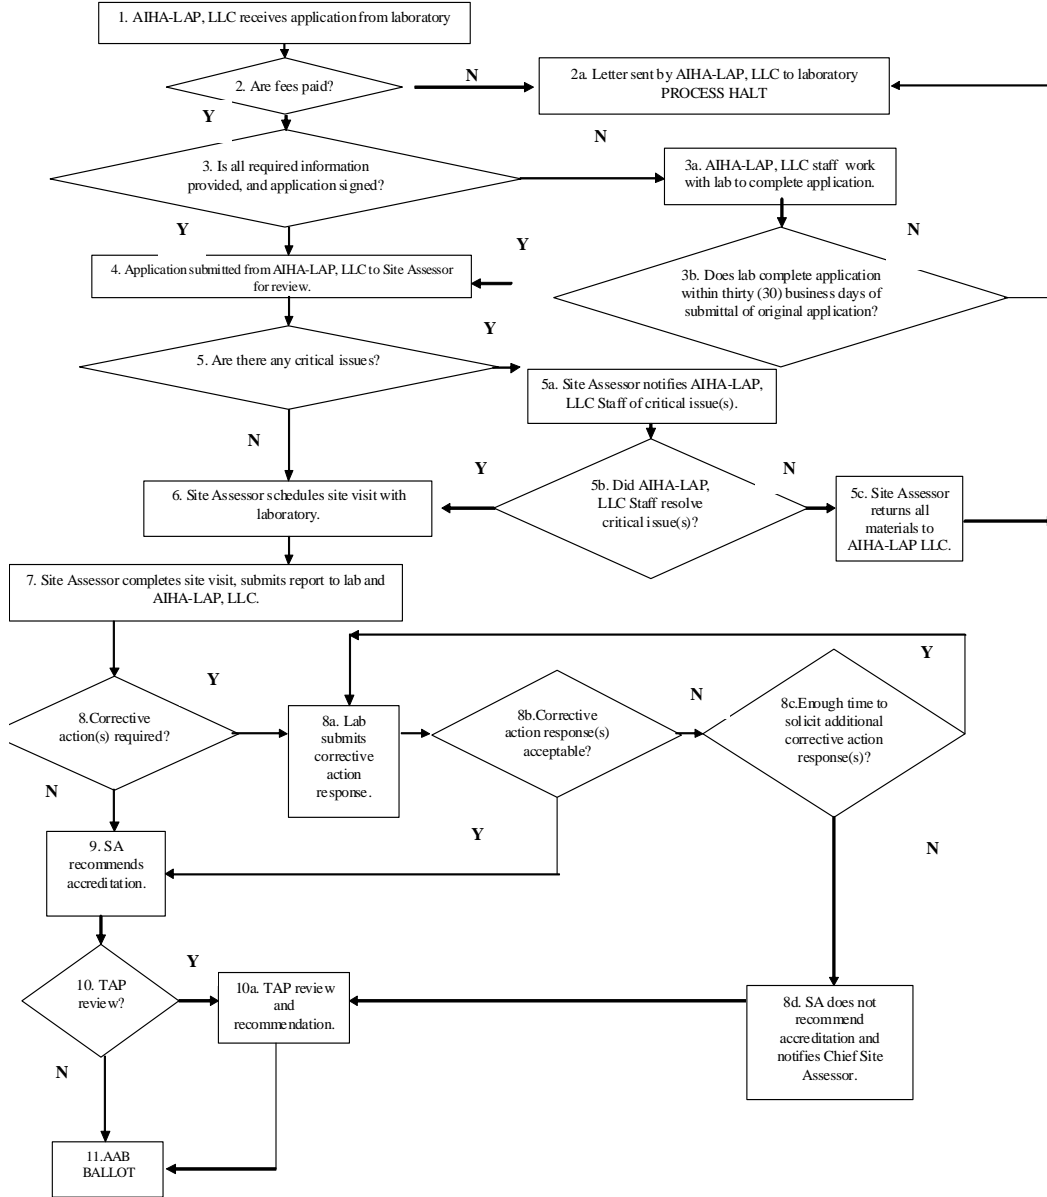 1. AIHA-LAP, LLC receives application from laboratory
2. Are fees paid?
N
2a. Letter sent by AIHA-LAP, LLC to laboratory
PROCESS HALT
Y
N
3. Is all required information
provided, and application signed?
3a. AIHA-LAP, LLC staff work
with lab to complete application.
Y
Y
N
4. Application submitted from AIHA-LAP, LLC to Site Assessor
for review.
3b. Does lab complete application
within thirty (30) business days of
submittal of original application?
Y
5. Are there any critical issues?
5a. Site Assessor notifies AIHA-LAP,
LLC Staff of critical issue(s).
N
Y
N
6. Site Assessor schedules site visit with
laboratory.
5b. Did AIHA-LAP,
LLC Staff resolve
critical issue(s)?
5c. Site Assessor
returns all
materials to
AIHA-LAP LLC.
7. Site Assessor completes site visit, submits report to lab and
AIHA-LAP, LLC.
Y
N
Y
8.Corrective
action(s) required?
8a. Lab
submits
corrective
action
response.
8b.Corrective
action response(s)
acceptable?
8c.Enough time to
solicit additional
corrective action
response(s)?
N
Y
N
9. SA
recommends
accreditation.
Y
10. TAP
review?
10a. TAP review
and
recommendation.
8d. SA does not
recommend
accreditation and
notifies Chief Site
Assessor.
N
11.AAB
BALLOT